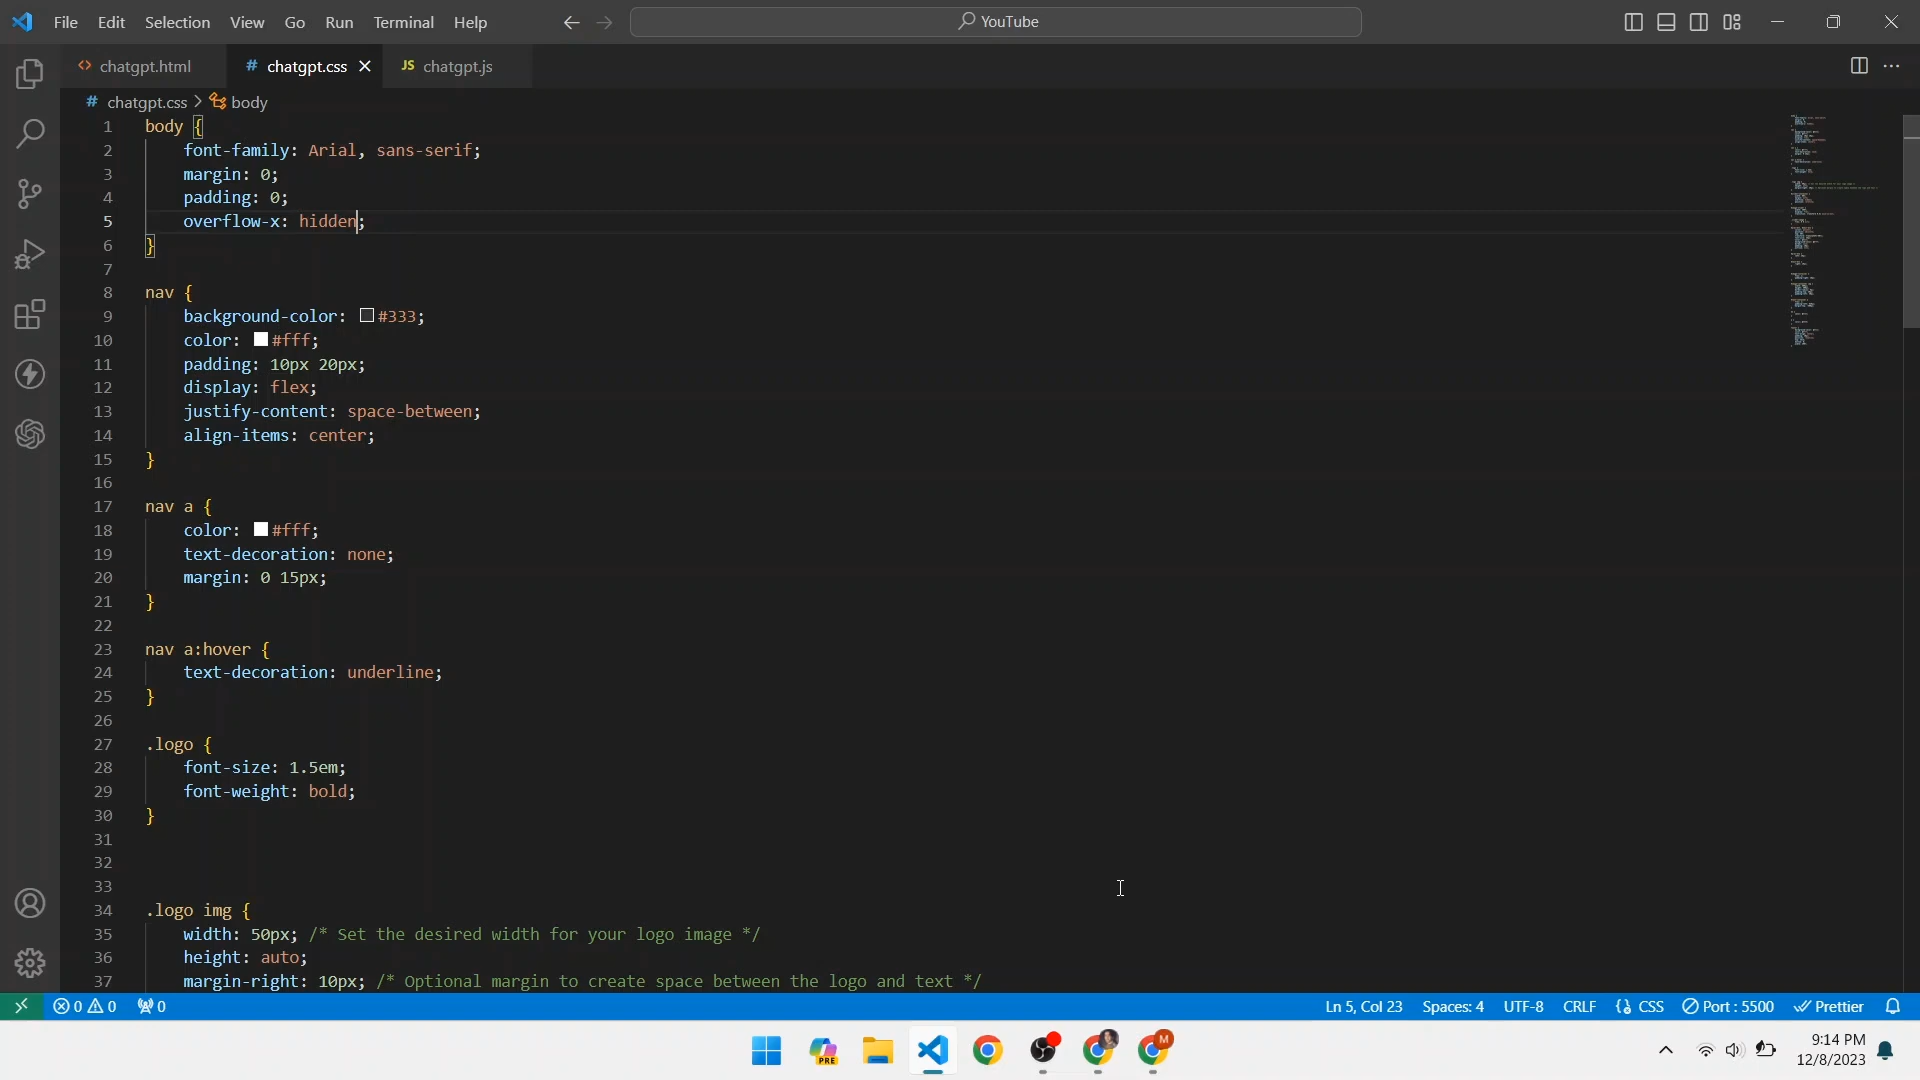 File Edit Selection View Go Run Terminal Help YouTube
<> chatgpt.html # chatgpt.css JS chatgpt.js
# chatgpt.css > body
1 body {
2 font-family: Arial, sans-serif;
3 margin: 0;
4 padding: 0;
5 overflow-x: hidden;
6 }
7
8 nav {
9 background-color: #333;
10 color: #fff;
11 padding: 10px 20px;
12 display: flex;
13 justify-content: space-between;
14 align-items: center;
15 }
16
17 nav a {
18 color: #fff;
19 text-decoration: none;
20 margin: 0 15px;
21 }
22
23 nav a:hover {
24 text-decoration: underline;
25 }
26
27 .logo {
28 font-size: 1.5em;
29 font-weight: bold;
30 }
31
32
33
34 .logo img {
35 width: 50px; /* Set the desired width for your logo image */
36 height: auto;
37 margin-right: 10px; /* Optional margin to create space between the logo and text */
0 0 0 Ln 5, Col 23 Spaces: 4 UTF-8 CRLF {} CSS Port : 5500 Prettier
PRE M 9:14 PM
12/8/2023